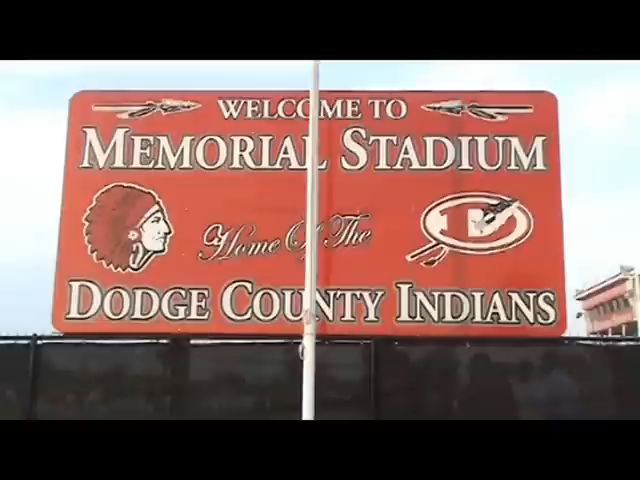 WELCOME TO
MEMORIAL STADIUM
Home Of The
D
DODGE COUNTY INDIANS